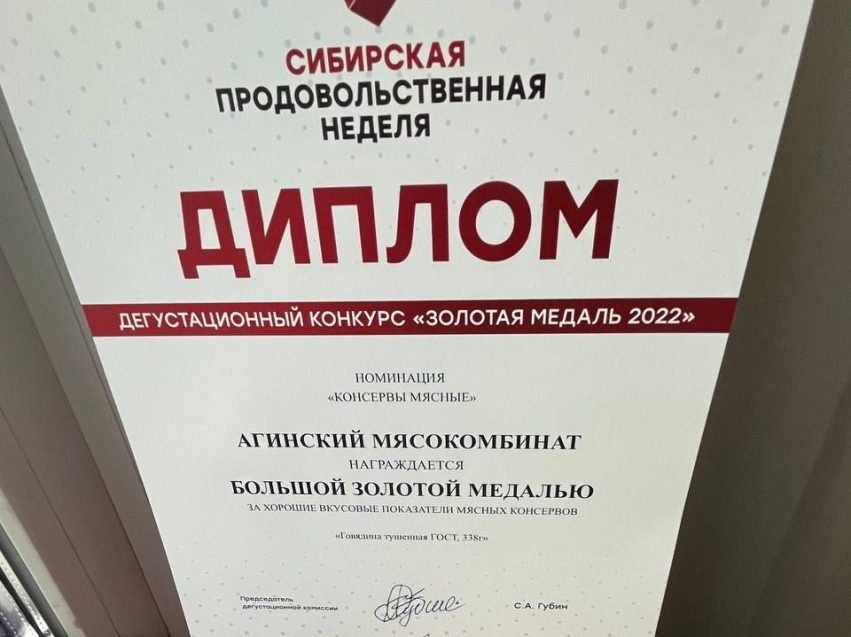 СИБИРСКАЯ
ПРОДОВОЛЬСТВЕННАЯ
НЕДЕЛЯ
ДИПЛОМ
ДЕГУСТАЦИОННЫЙ КОНКУРС «ЗОЛОТАЯ МЕДАЛЬ 2022»
НОМИНАЦИЯ
«КОНСЕРВЫ МЯСНЫЕ»
АГИНСКИЙ МЯСОКОМБИНАТ
НАГРАЖДАЕТСЯ
БОЛЬШОЙ ЗОЛОТОЙ МЕДАЛЬЮ
ЗА ХОРОШИЕ ВКУСОВЫЕ ПОКАЗАТЕЛИ МЯСНЫХ КОНСЕРВОВ
«Говядина тушенная ГОСТ, 338г»
Председатель
дегустационной комиссии
С.А. Губин